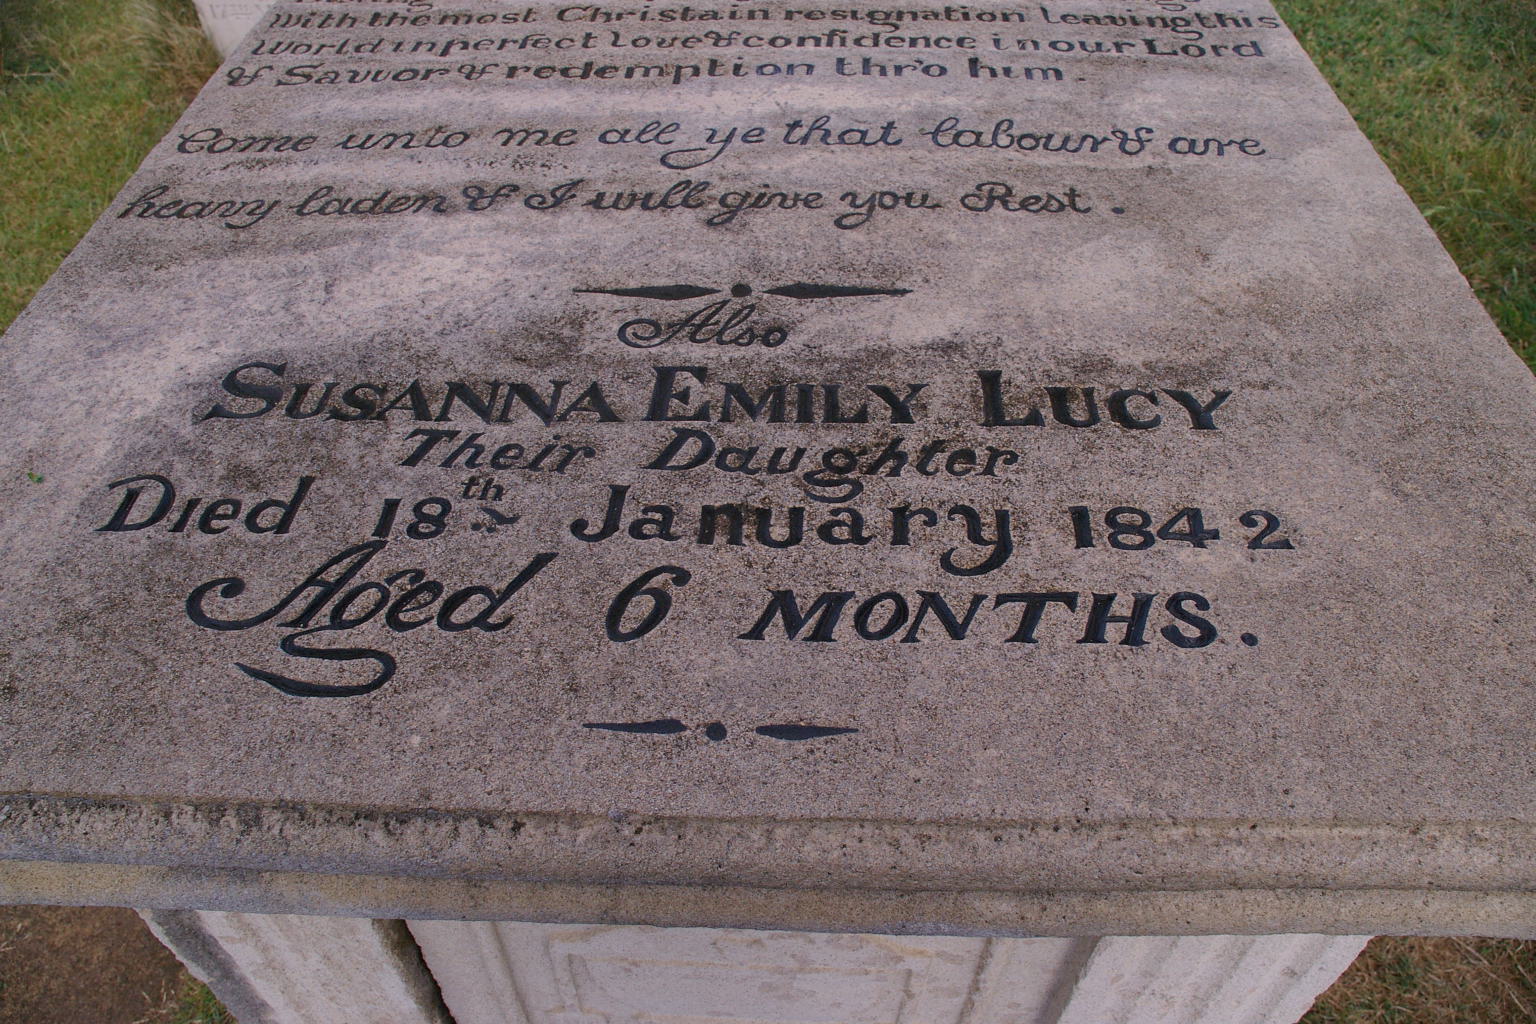 With the most Christain resignation leaving this
World in perfect love & confidence in our Lord
& Savior & redemption thro' him .
Come unto me all ye that labour & are
heavy laden & I will give you Rest .
Also
SUSANNA EMILY LUCY
Their Daughter
Died 18th January 1842
Aged 6 MONTHS.